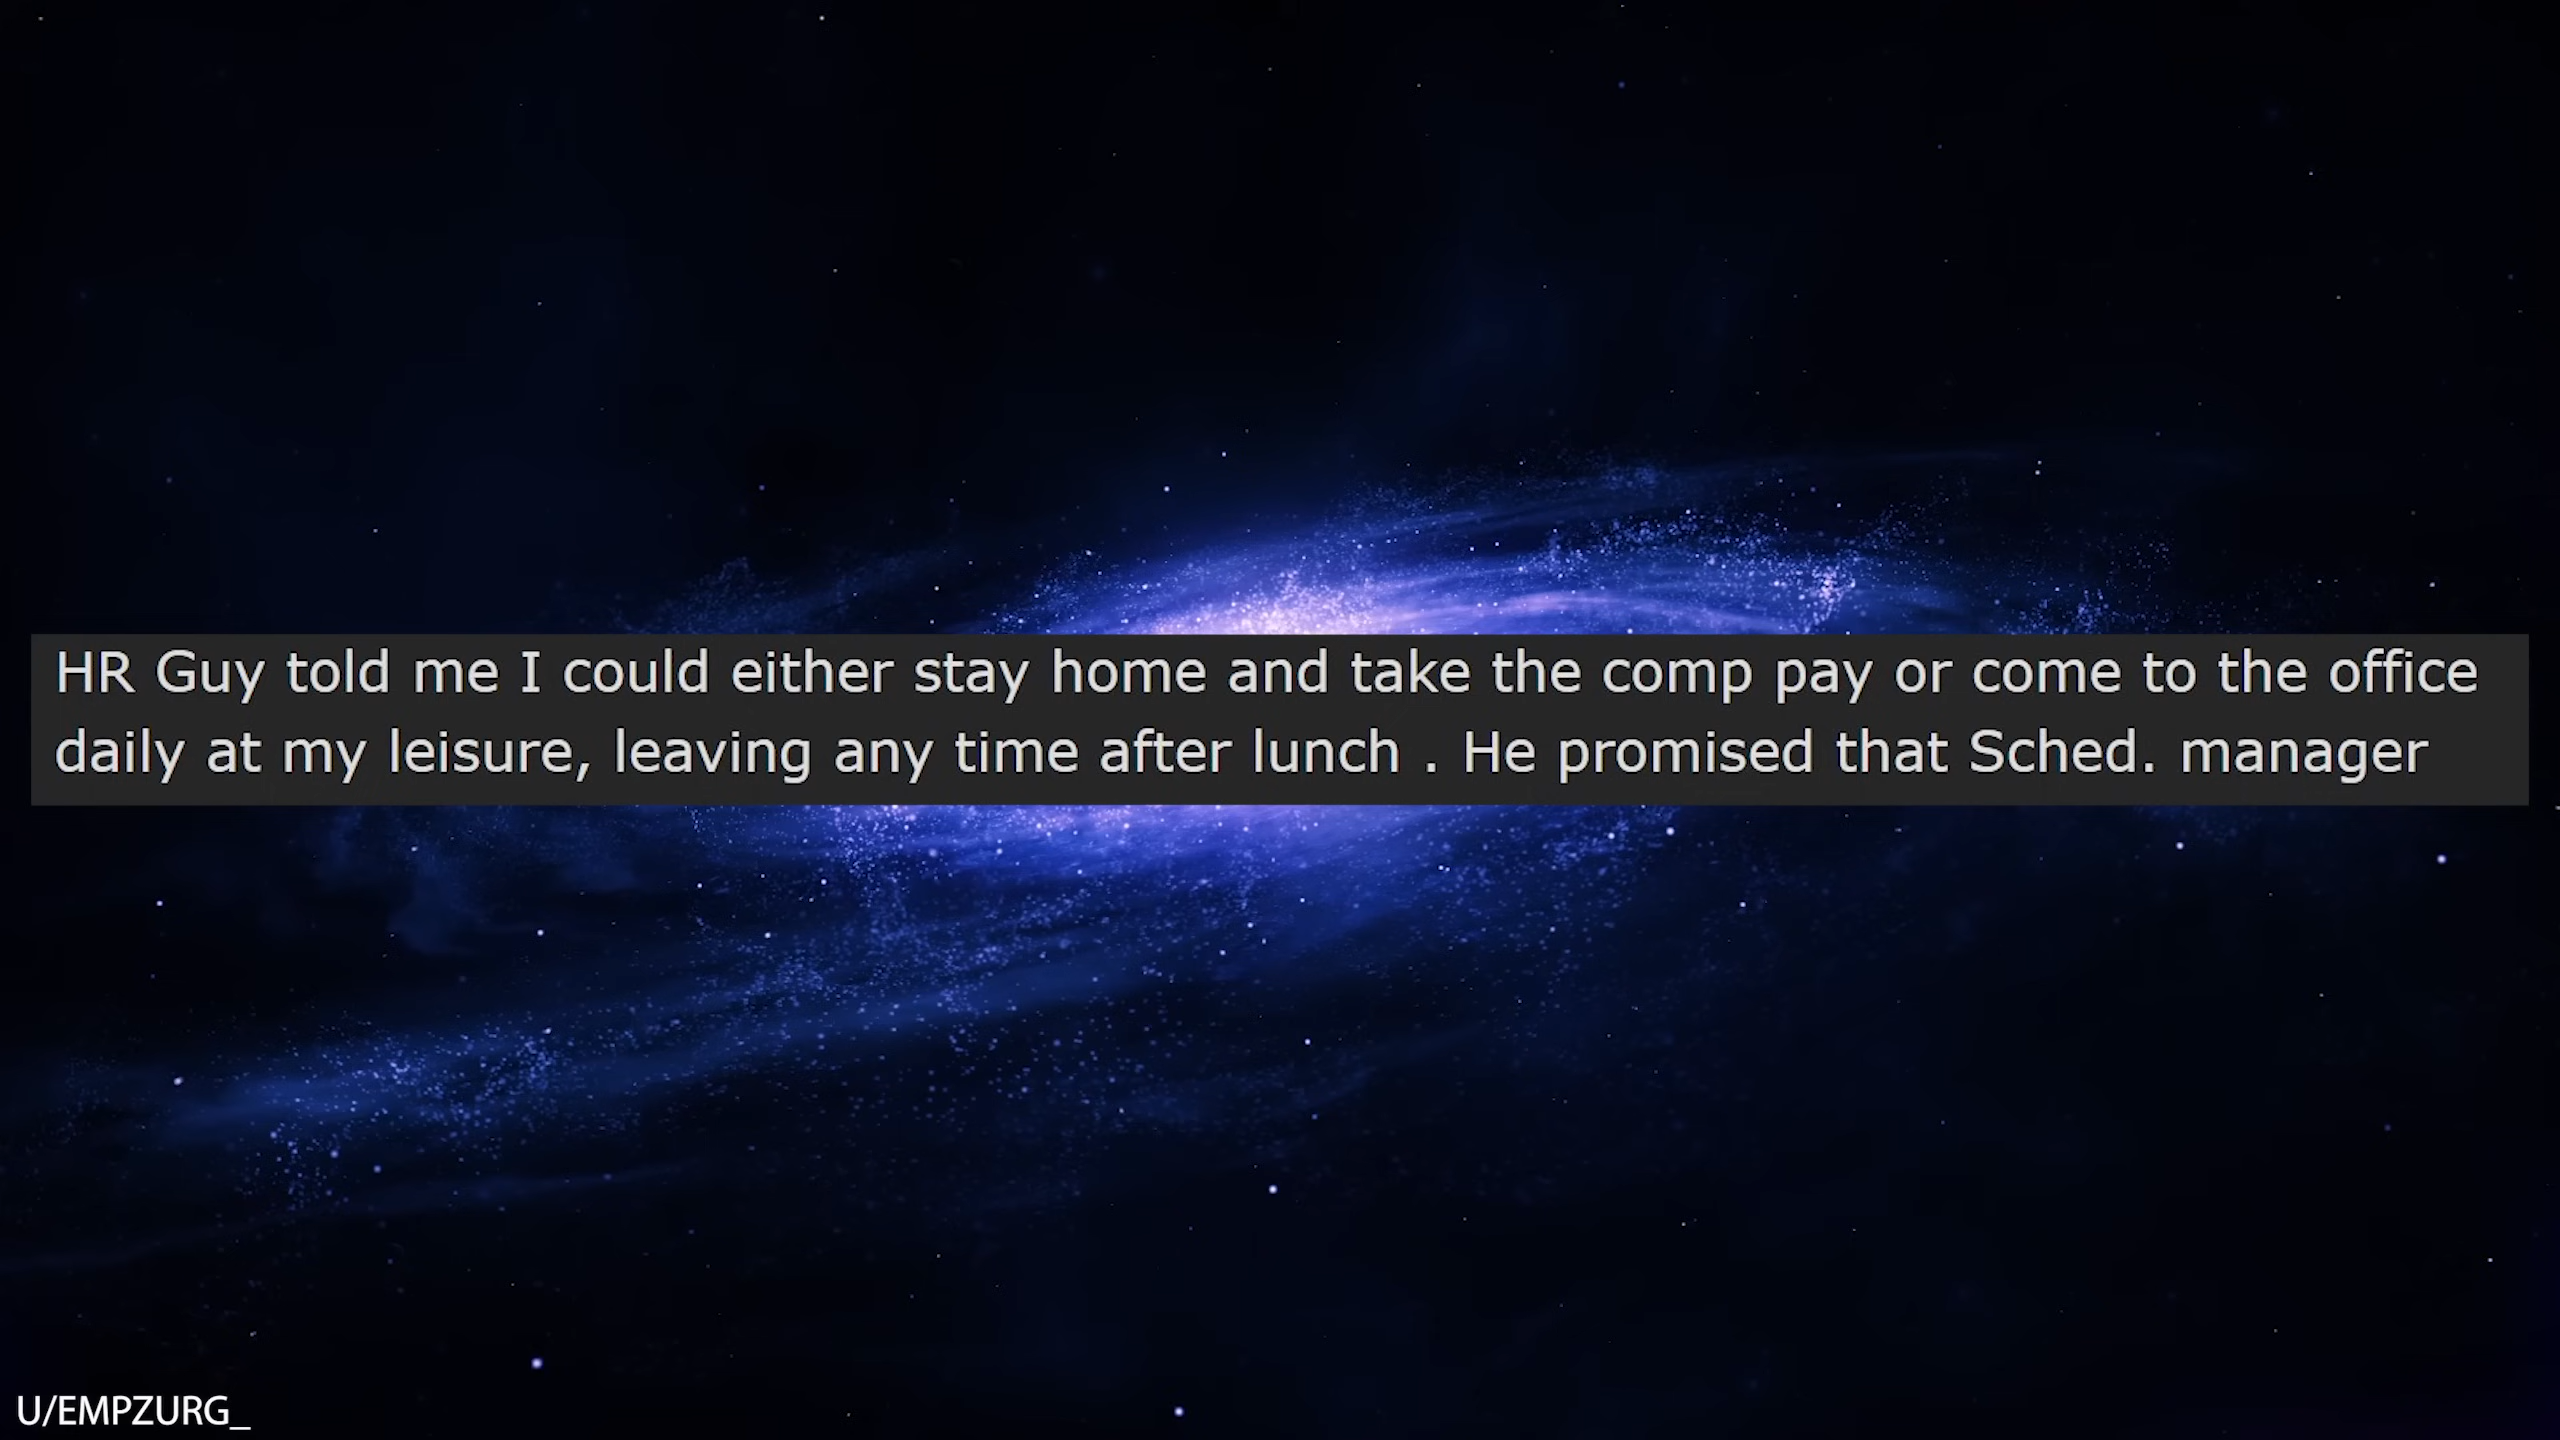 HR Guy told me I could either stay home and take the comp pay or come to the office
daily at my leisure, leaving any time after lunch . He promised that Sched. manager
U/EMPZURG_